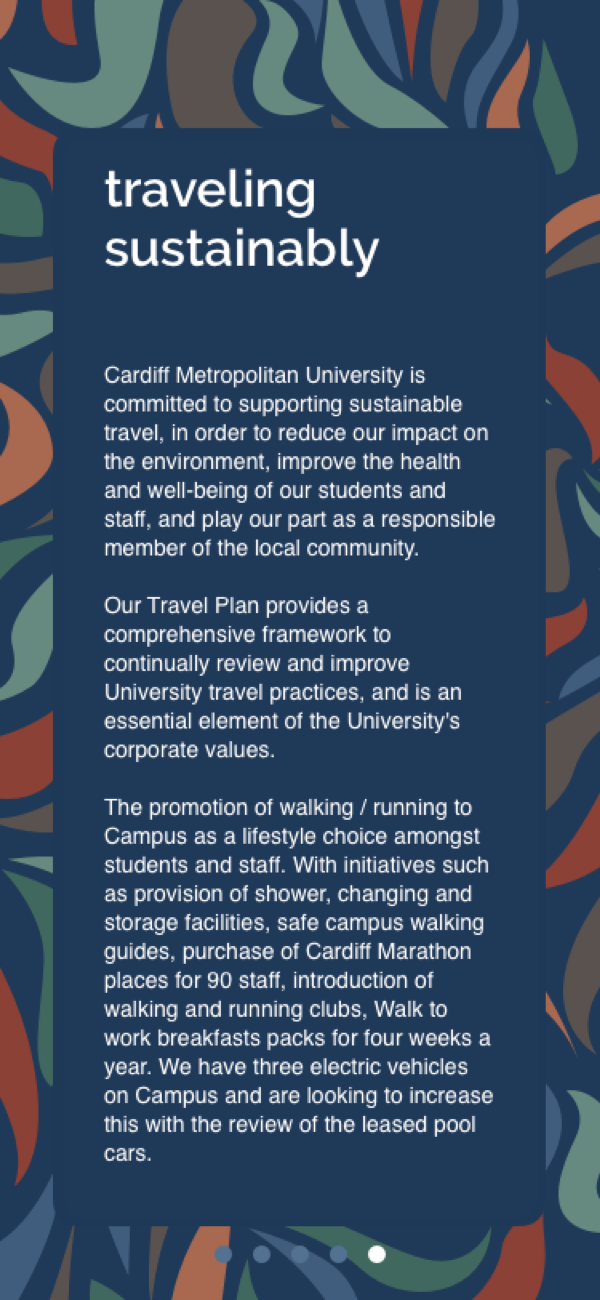 traveling
sustainably
Cardiff Metropolitan University is
committed to supporting sustainable
travel, in order to reduce our impact on
the environment, improve the health
and well-being of our students and
staff, and play our part as a responsible
member of the local community.
Our Travel Plan provides a
comprehensive framework to
continually review and improve
University travel practices, and is an
essential element of the University's
corporate values.
The promotion of walking / running to
Campus as a lifestyle choice amongst
students and staff. With initiatives such
as provision of shower, changing and
storage facilities, safe campus walking
guides, purchase of Cardiff Marathon
places for 90 staff, introduction of
walking and running clubs, Walk to
work breakfasts packs for four weeks a
year. We have three electric vehicles
on Campus and are looking to increase
this with the review of the leased pool
cars.